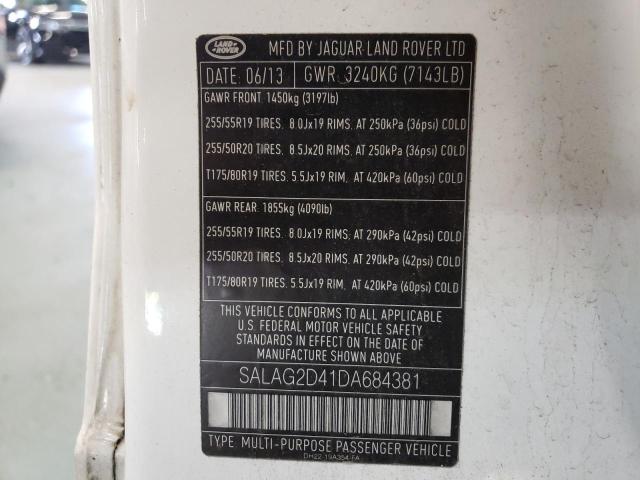 LAND ROVER
MFD BY JAGUAR LAND ROVER LTD
DATE: 06/13 GWR: 3240KG (7143LB)
GAWR FRONT: 1450kg (3197lb)
255/55R19 TIRES. 8.0Jx19 RIMS. AT 250kPa (36psi) COLD
255/50R20 TIRES. 8.5Jx20 RIMS. AT 250kPa (36psi) COLD
T175/80R19 TIRES. 5.5Jx19 RIM. AT 420kPa (60psi) COLD
GAWR REAR: 1855kg (4090lb)
255/55R19 TIRES. 8.0Jx19 RIMS. AT 290kPa (42psi) COLD
255/50R20 TIRES. 8.5Jx20 RIMS. AT 290kPa (42psi) COLD
T175/80R19 TIRES. 5.5Jx19 RIM. AT 420kPa (60psi) COLD
THIS VEHICLE CONFORMS TO ALL APPLICABLE
U.S. FEDERAL MOTOR VEHICLE SAFETY
STANDARDS IN EFFECT ON THE DATE OF
MANUFACTURE SHOWN ABOVE.
SALAG2D41DA684381
TYPE: MULTI-PURPOSE PASSENGER VEHICLE
DH22-19A354-FA